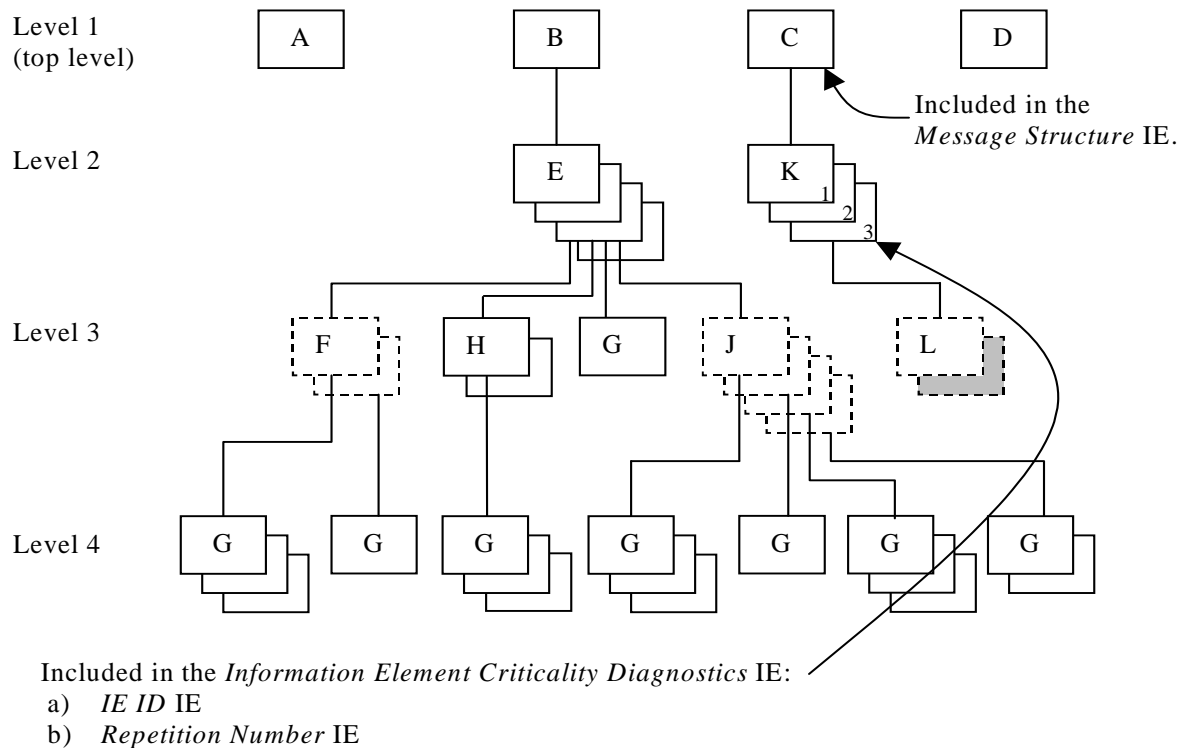 Level 1
(top level)
A
B
C
D
Included in the
Message Structure IE.
Level 2
E
K
1
2
3
Level 3
F
H
G
J
L
Level 4
G
G
G
G
G
G
G
Included in the Information Element Criticality Diagnostics IE:
a) IE ID IE
b) Repetition Number IE